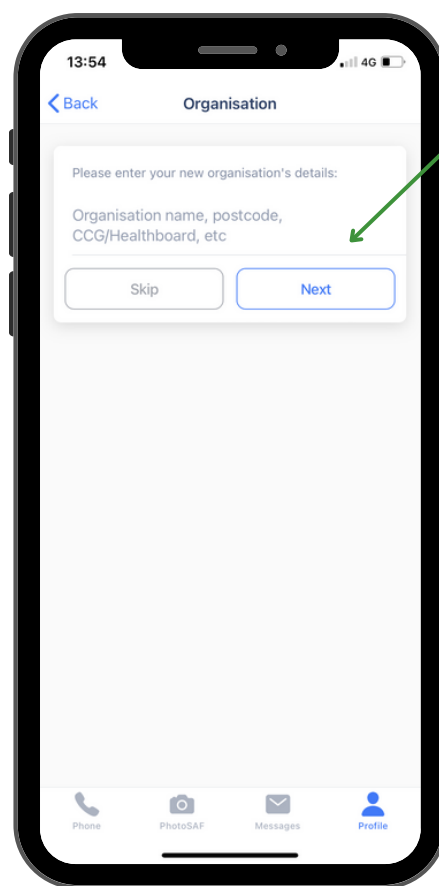 13:54
4G
Back
Organisation
Please enter your new organisation's details:
Organisation name, postcode,
CCG/Healthboard, etc
Skip
Next
Phone
PhotoSAF
Messages
Profile